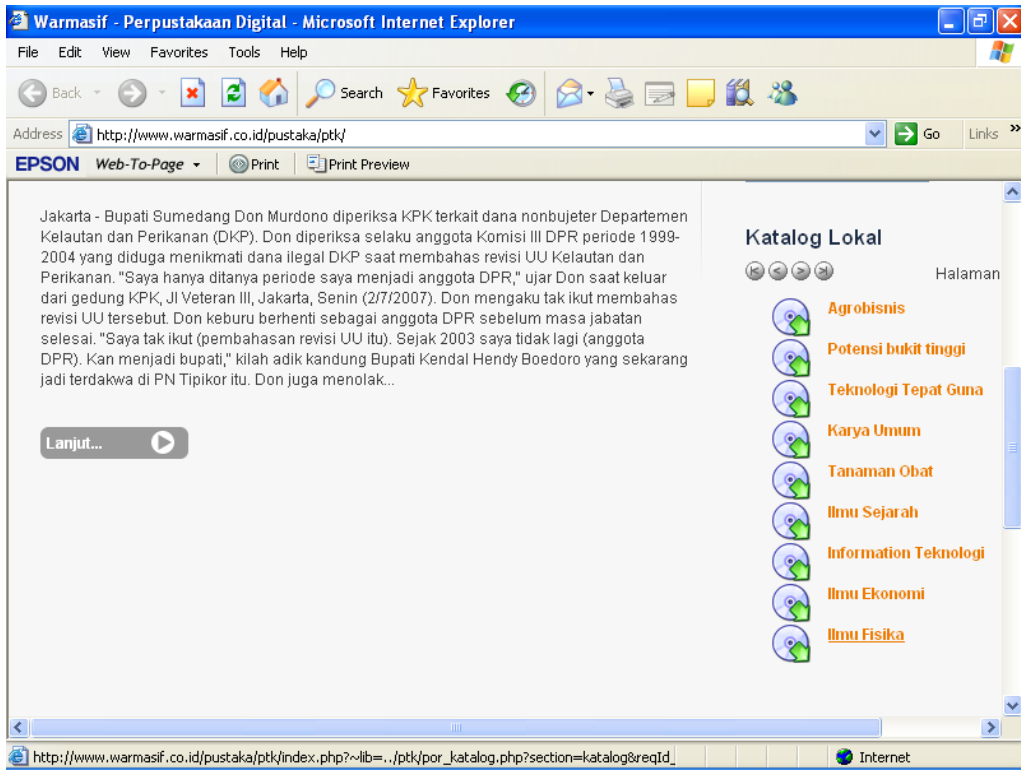 Warmasif - Perpustakaan Digital - Microsoft Internet Explorer
File Edit View Favorites Tools Help
Back Search Favorites
Address http://www.warmasif.co.id/pustaka/ptk/ Go Links »
EPSON Web-To-Page Print Print Preview
Jakarta - Bupati Sumedang Don Murdono diperiksa KPK terkait dana nonbujeter Departemen
Kelautan dan Perikanan (DKP). Don diperiksa selaku anggota Komisi III DPR periode 1999-
2004 yang diduga menikmati dana ilegal DKP saat membahas revisi UU Kelautan dan
Perikanan. "Saya hanya ditanya periode saya menjadi anggota DPR," ujar Don saat keluar
dari gedung KPK, Jl Veteran III, Jakarta, Senin (2/7/2007). Don mengaku tak ikut membahas
revisi UU tersebut. Don keburu berhenti sebagai anggota DPR sebelum masa jabatan
selesai. "Saya tak ikut (pembahasan revisi UU itu). Sejak 2003 saya tidak lagi (anggota
DPR). Kan menjadi bupati," kilah adik kandung Bupati Kendal Hendy Boedoro yang sekarang
jadi terdakwa di PN Tipikor itu. Don juga menolak...
Lanjut...
Katalog Lokal
Halaman
Agrobisnis
Potensi bukit tinggi
Teknologi Tepat Guna
Karya Umum
Tanaman Obat
Ilmu Sejarah
Information Teknologi
Ilmu Ekonomi
Ilmu Fisika
http://www.warmasif.co.id/pustaka/ptk/index.php?~lib=../ptk/por_katalog.php?section=katalog&reqId_ Internet